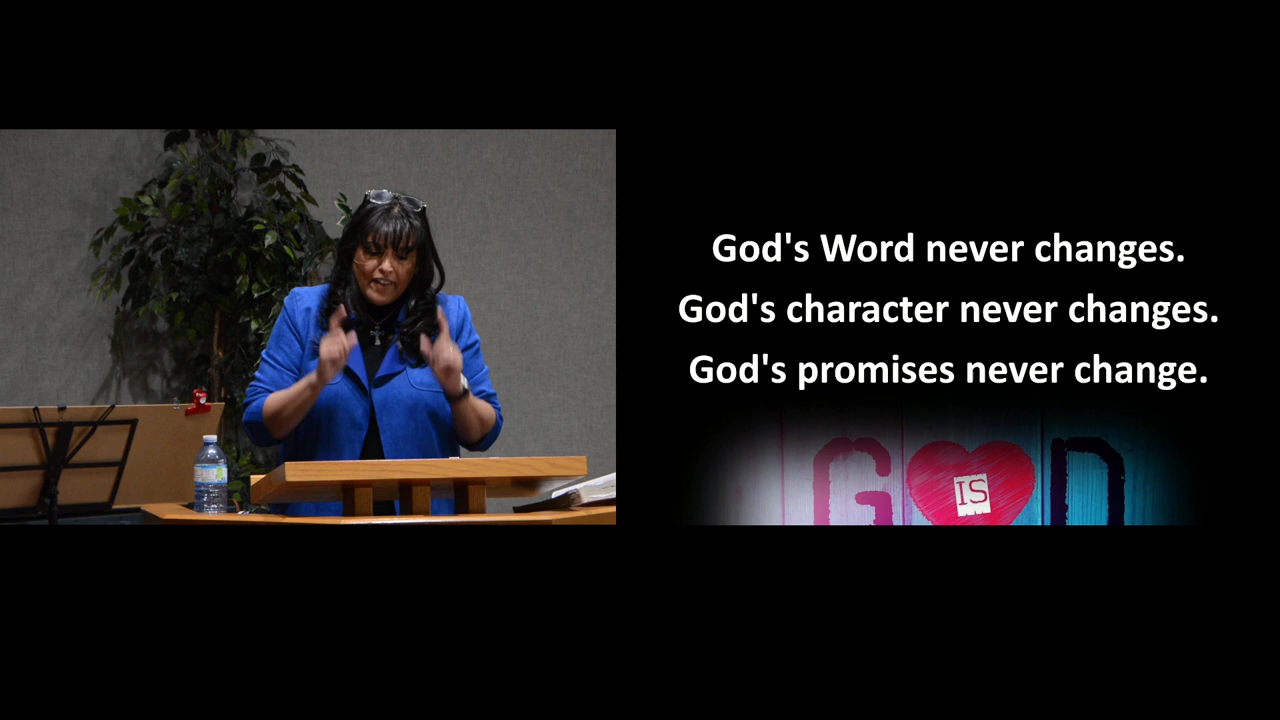 God's Word never changes.
God's character never changes.
God's promises never change.
G D
IS